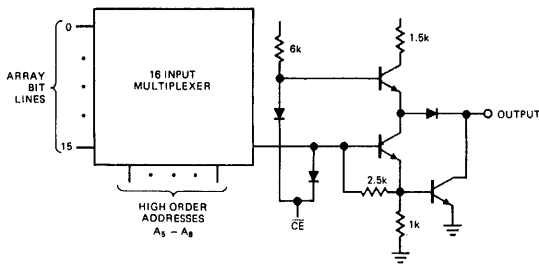 0
ARRAY
BIT
LINES
15
16 INPUT
MULTIPLEXER
HIGH ORDER
ADDRESSES
A₅ – A₈
6k
1.5k
OUTPUT
2.5k
1k
C̅E̅